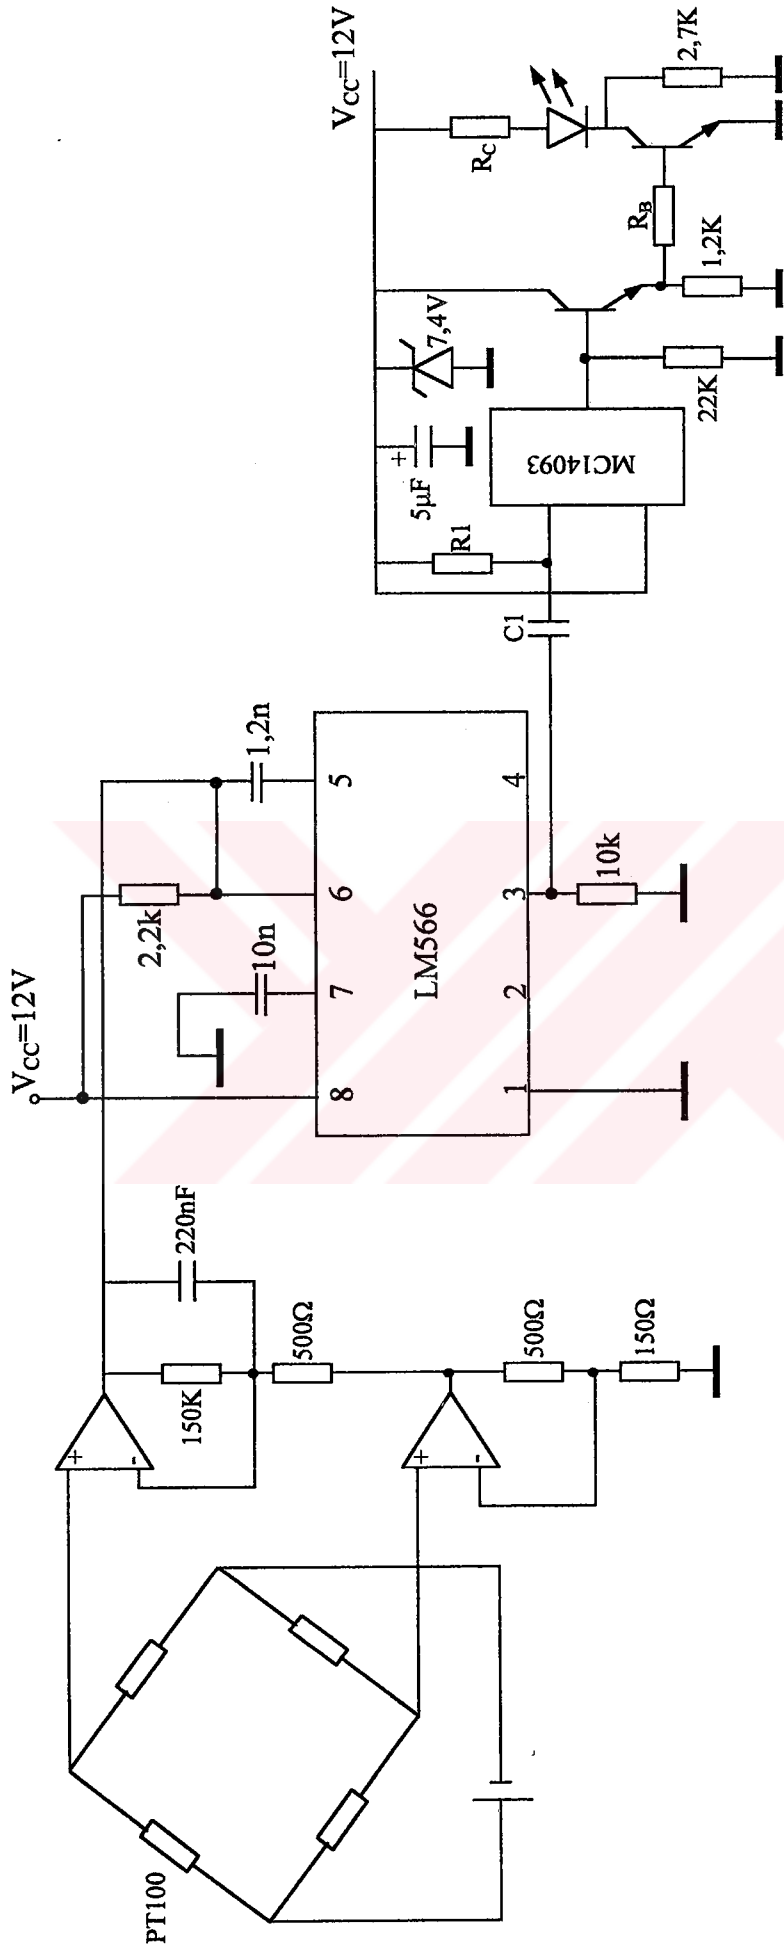 PT100
+
-
+
-
150K
220nF
500Ω
500Ω
150Ω
VCC=12V
2,2k
10n
1,2n
8
7
6
5
LM566
1
2
3
4
10k
C1
R1
5µF
+
7,4V
MC14093
22K
1,2K
RB
RC
2,7K
VCC=12V